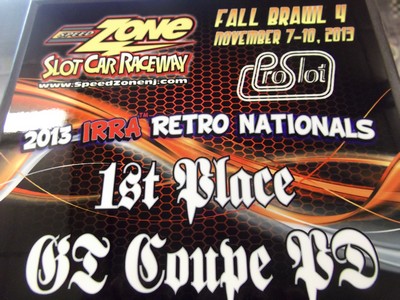 SPEED ZONE
SLOT CAR RACEWAY
www.SpeedZonenj.com
FALL BRAWL 4
NOVEMBER 7-10, 2013
ProSlot
2013 IRRA™ RETRO NATIONALS
1st Place
GT Coupe PD